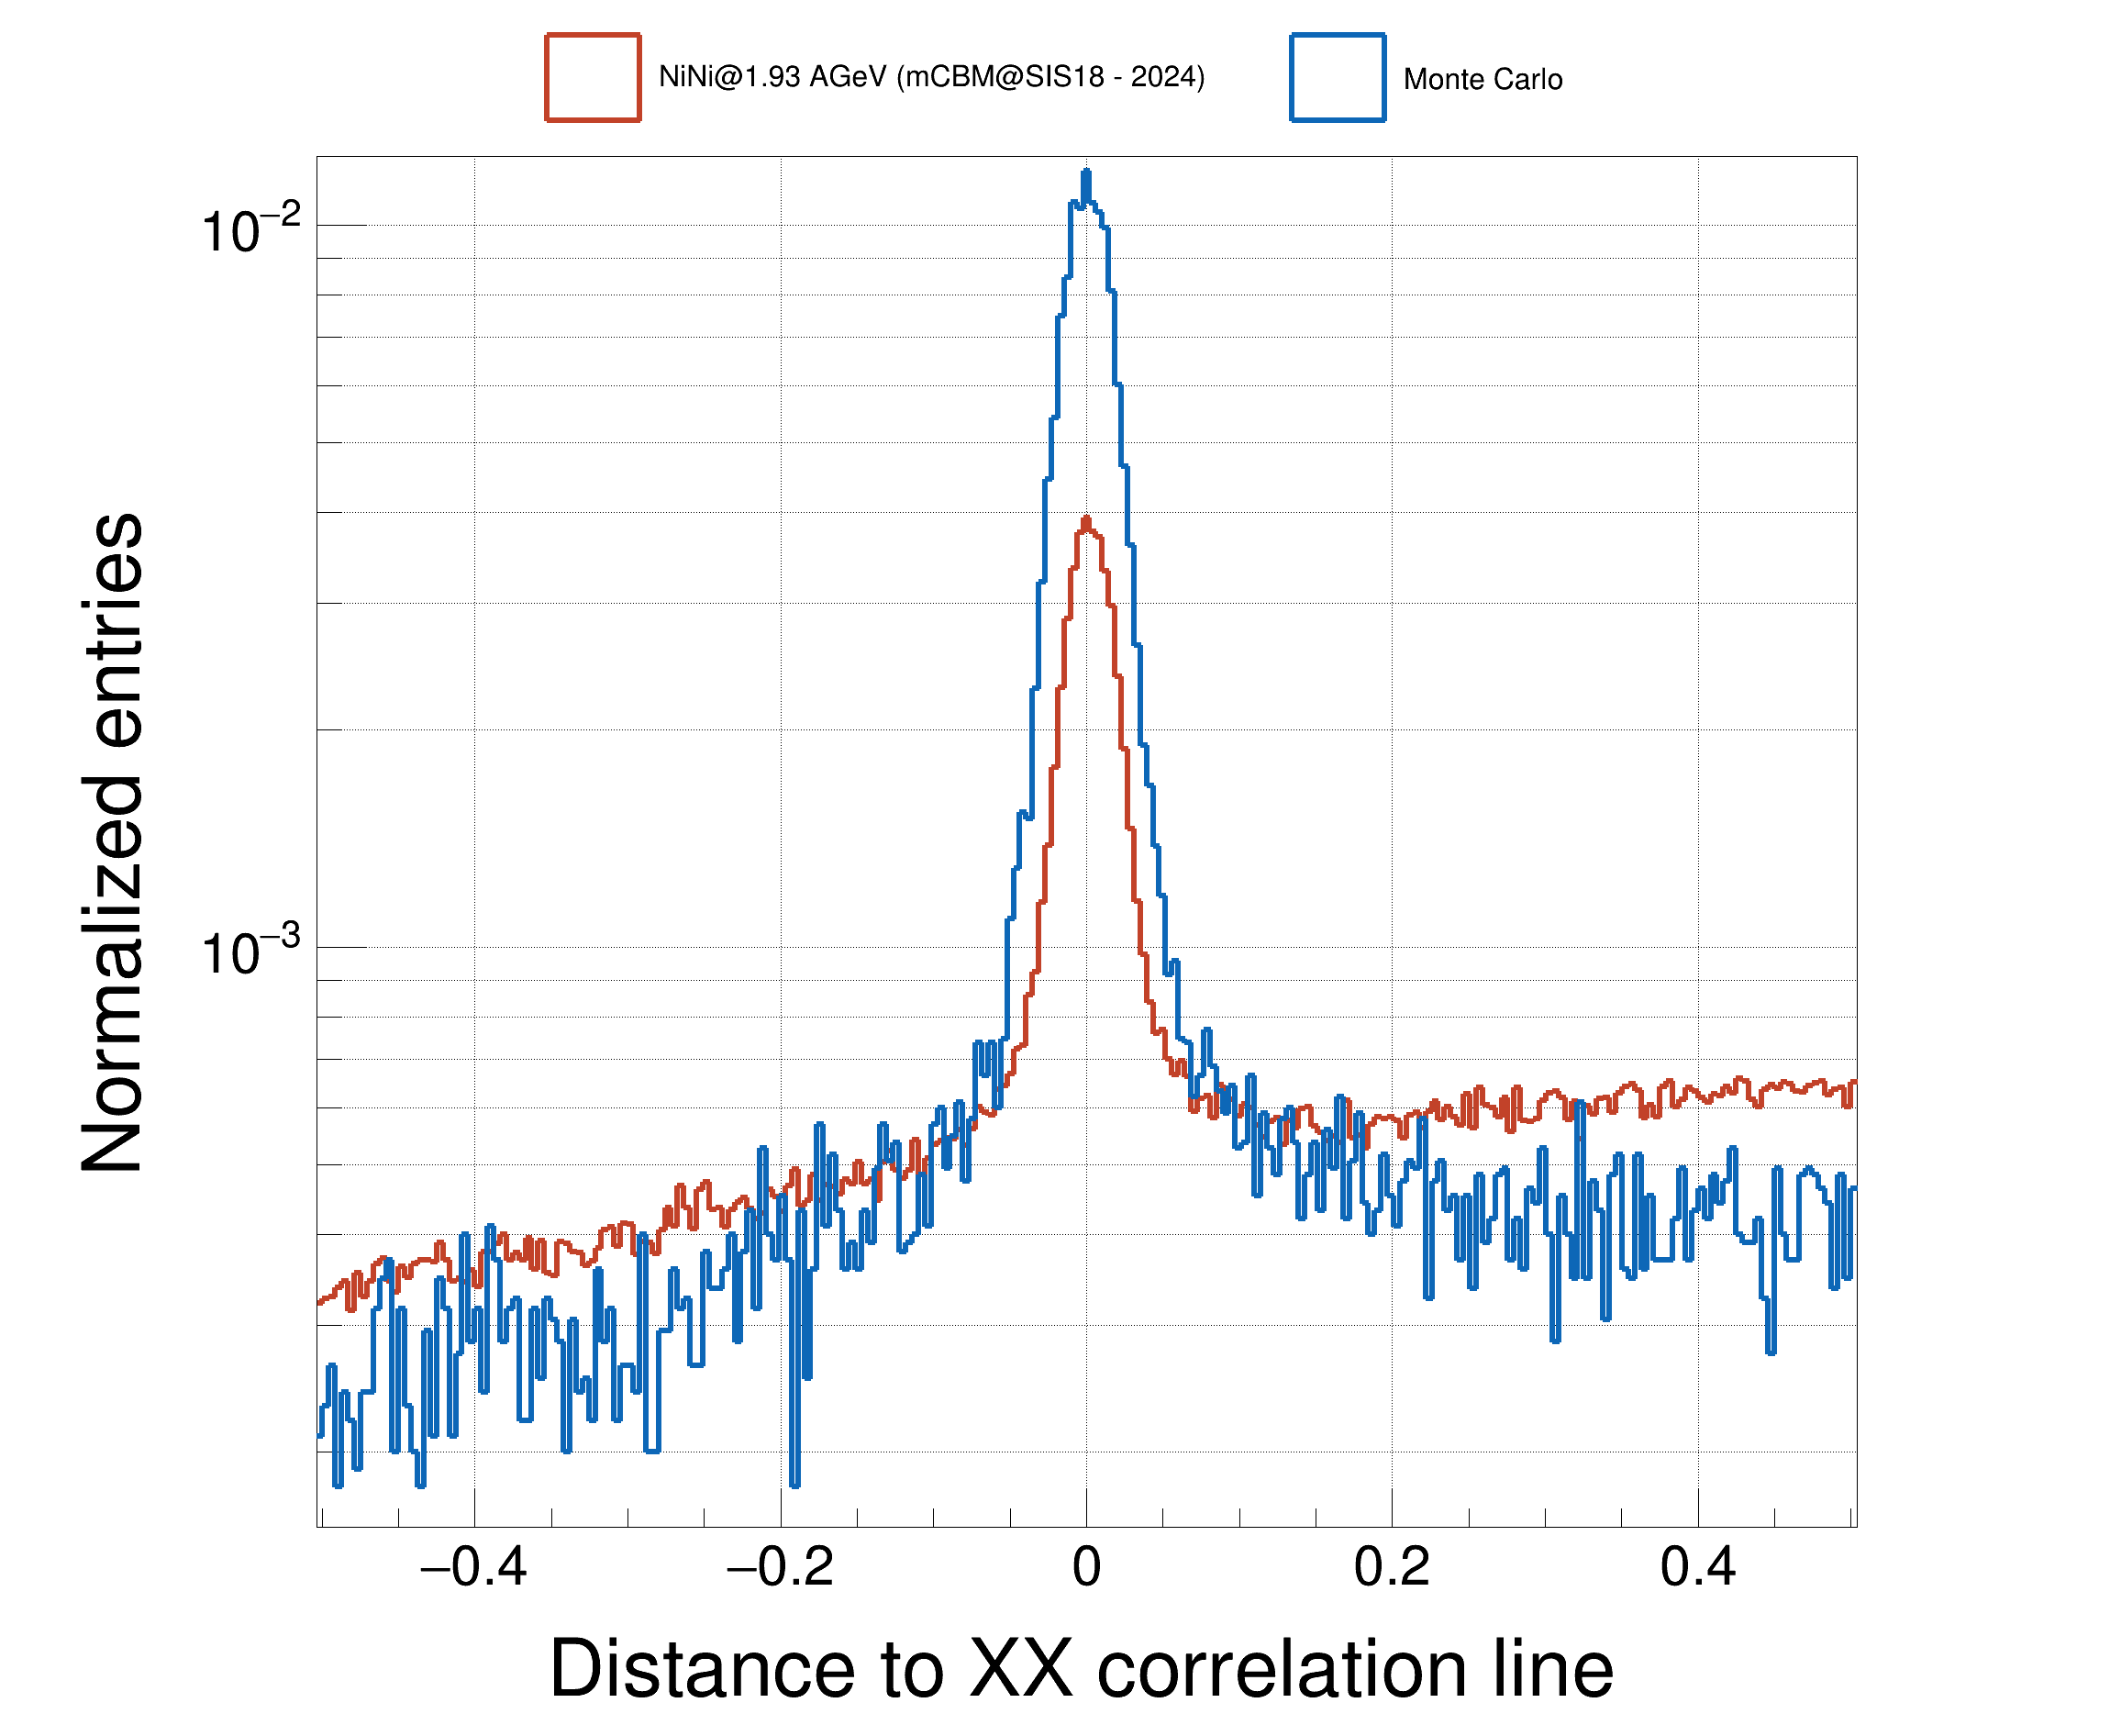 NiNi@1.93 AGeV (mCBM@SIS18 - 2024) Monte Carlo
10⁻²
10⁻³
Normalized entries
−0.4 −0.2 0 0.2 0.4
Distance to XX correlation line